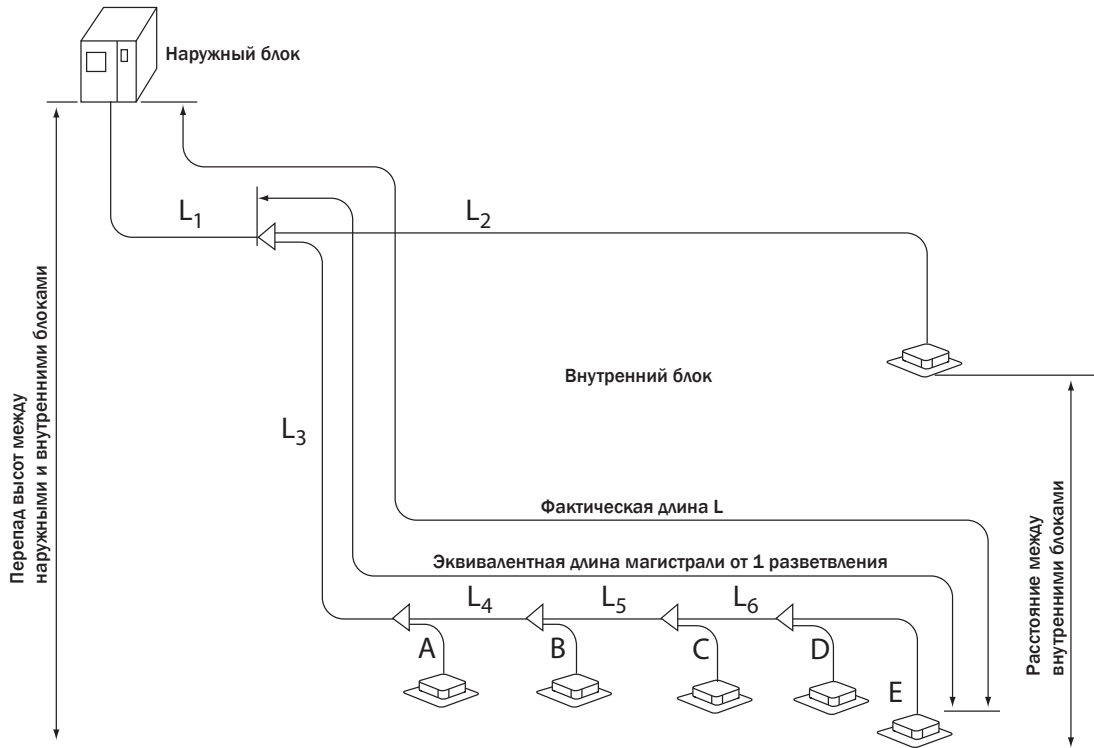 Наружный блок
L1
L2
Внутренний блок
L3
Перепад высот между
наружными и внутренними блоками
Фактическая длина L
Эквивалентная длина магистрали от 1 разветвления
Расстояние между
внутренними блоками
L4
L5
L6
A
B
C
D
E